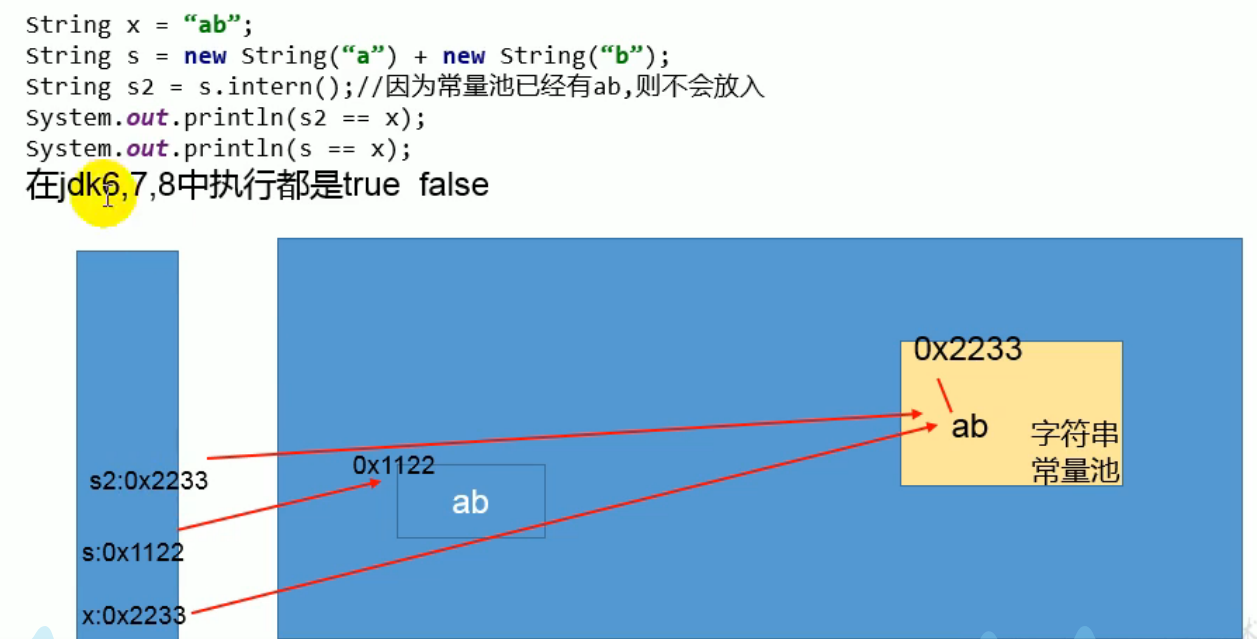 String x = “ab”;
String s = new String(“a”) + new String(“b”);
String s2 = s.intern();//因为常量池已经有ab,则不会放入
System.out.println(s2 == x);
System.out.println(s == x);
在jdk6,7,8中执行都是true  false
0x2233
ab
字符串
常量池
0x1122
ab
s2:0x2233
s:0x1122
x:0x2233